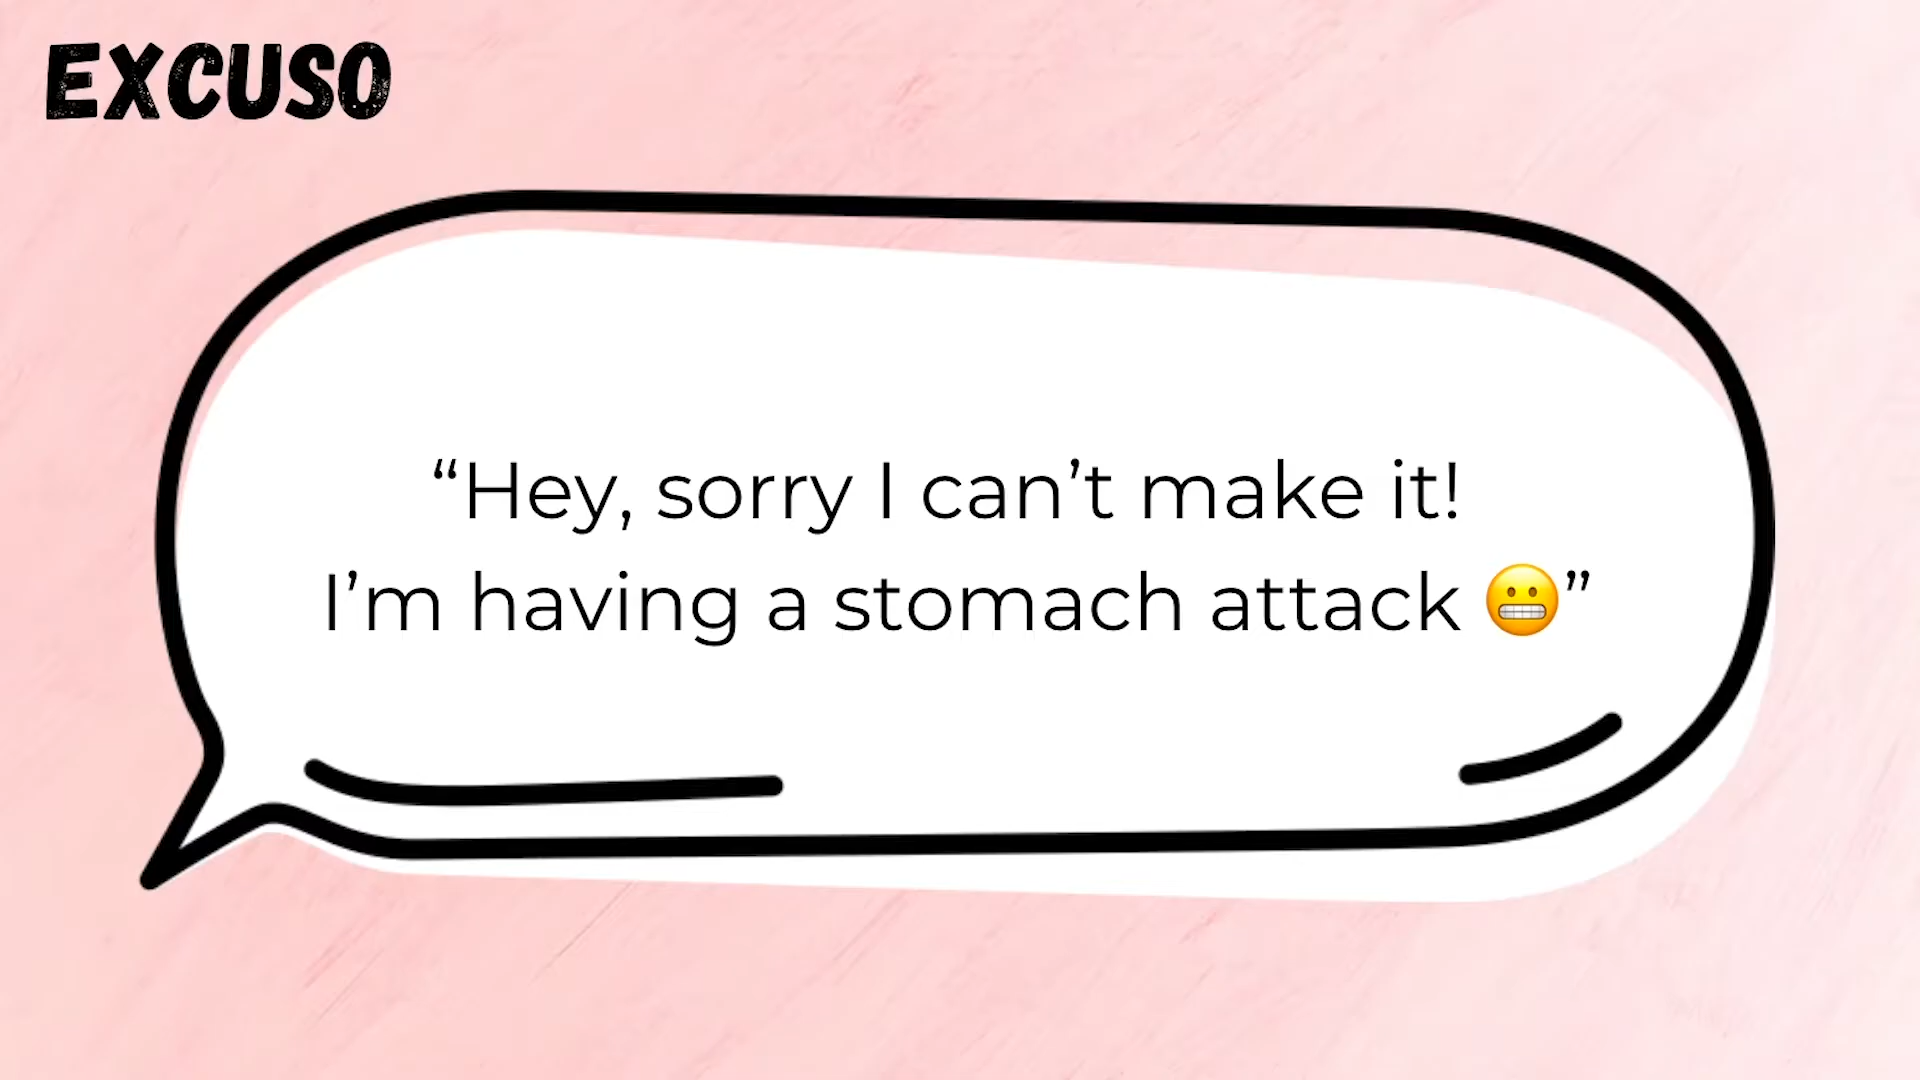 EXCUSO
“Hey, sorry I can’t make it!
I’m having a stomach attack 😬”